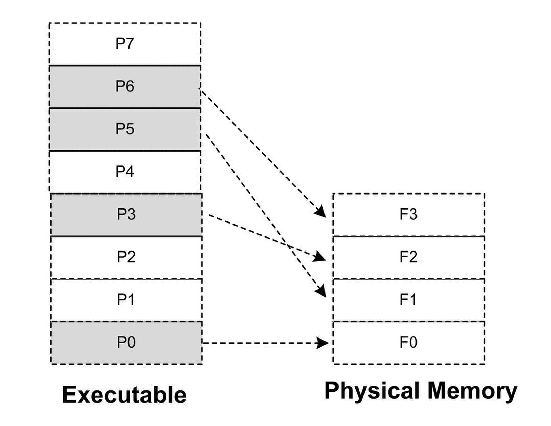 P7
P6
P5
P4
P3
P2
P1
P0
Executable
F3
F2
F1
F0
Physical Memory